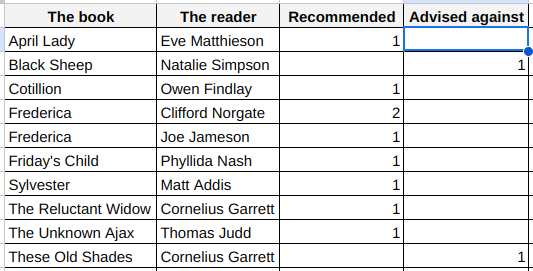 The book The reader Recommended Advised against
April Lady Eve Matthieson 1
Black Sheep Natalie Simpson 1
Cotillion Owen Findlay 1
Frederica Clifford Norgate 2
Frederica Joe Jameson 1
Friday's Child Phyllida Nash 1
Sylvester Matt Addis 1
The Reluctant Widow Cornelius Garrett 1
The Unknown Ajax Thomas Judd 1
These Old Shades Cornelius Garrett 1